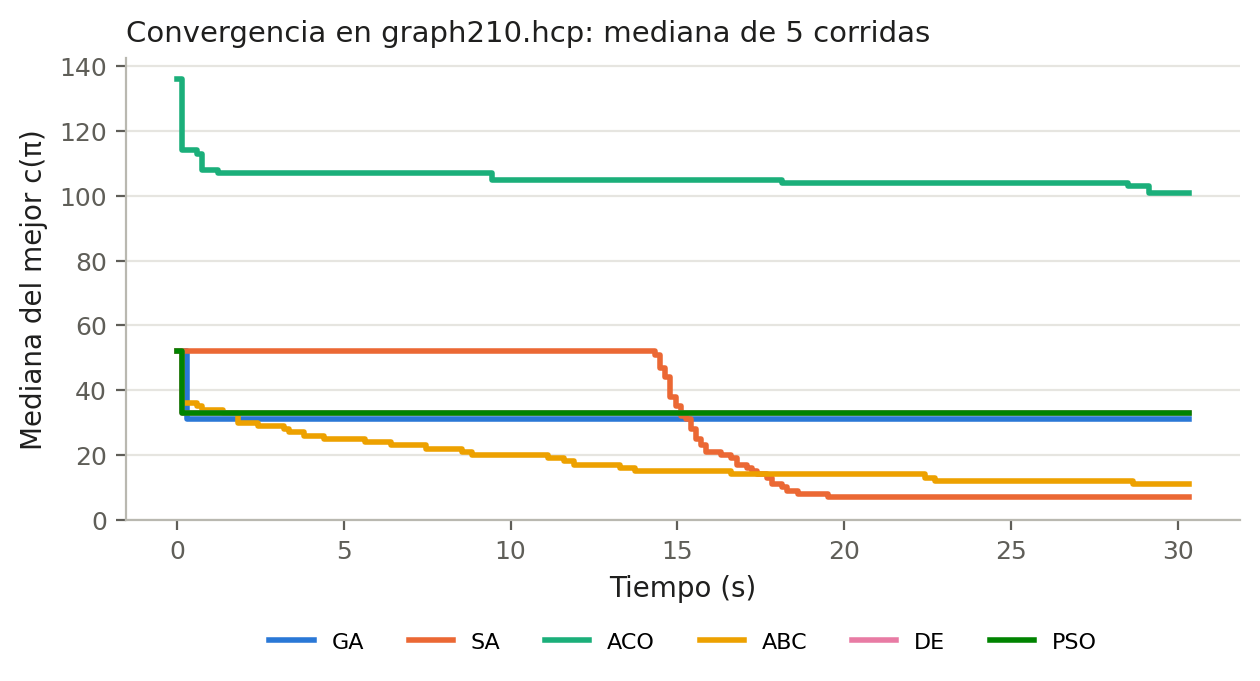 Convergencia en graph210.hcp: mediana de 5 corridas
Mediana del mejor c(π)
140
120
100
80
60
40
20
0
0 5 10 15 20 25 30
Tiempo (s)
GA SA ACO ABC DE PSO